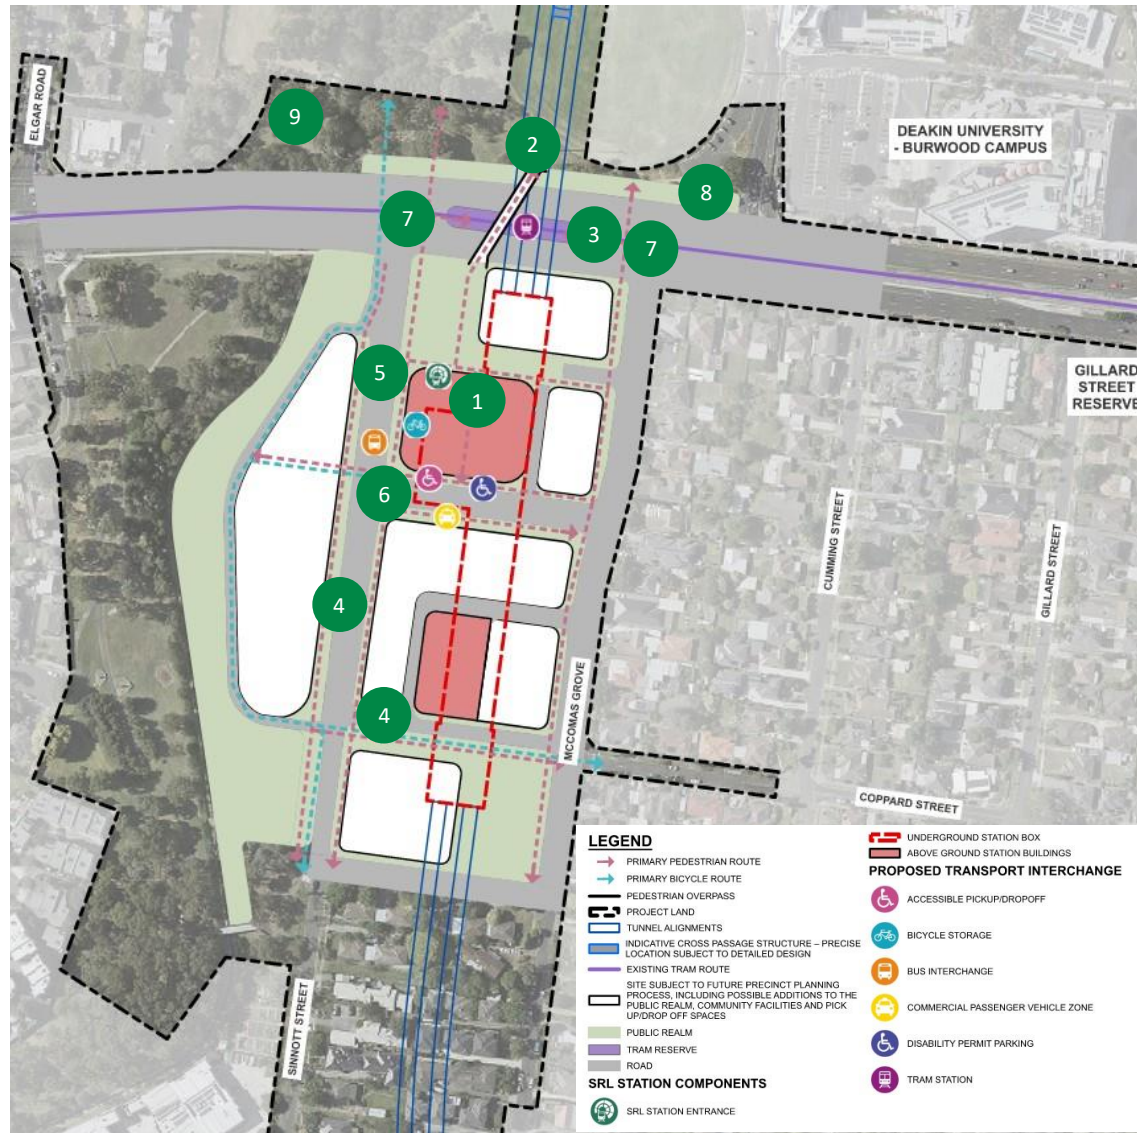 ELGAR ROAD
9
2
DEAKIN UNIVERSITY
- BURWOOD CAMPUS
8
7
3
7
GILLARD
STREET
RESERVE
5
1
6
CUMMING STREET
GILLARD STREET
4
4
MCCOMAS GROVE
COPPARD STREET
SINNOTT STREET
LEGEND
PRIMARY PEDESTRIAN ROUTE
PRIMARY BICYCLE ROUTE
PEDESTRIAN OVERPASS
PROJECT LAND
TUNNEL ALIGNMENTS
INDICATIVE CROSS PASSAGE STRUCTURE – PRECISE
LOCATION SUBJECT TO DETAILED DESIGN
EXISTING TRAM ROUTE
SITE SUBJECT TO FUTURE PRECINCT PLANNING
PROCESS, INCLUDING POSSIBLE ADDITIONS TO THE
PUBLIC REALM, COMMUNITY FACILITIES AND PICK
UP/DROP OFF SPACES
PUBLIC REALM
TRAM RESERVE
ROAD
SRL STATION COMPONENTS
SRL STATION ENTRANCE
UNDERGROUND STATION BOX
ABOVE GROUND STATION BUILDINGS
PROPOSED TRANSPORT INTERCHANGE
ACCESSIBLE PICKUP/DROPOFF
BICYCLE STORAGE
BUS INTERCHANGE
COMMERCIAL PASSENGER VEHICLE ZONE
DISABILITY PERMIT PARKING
TRAM STATION